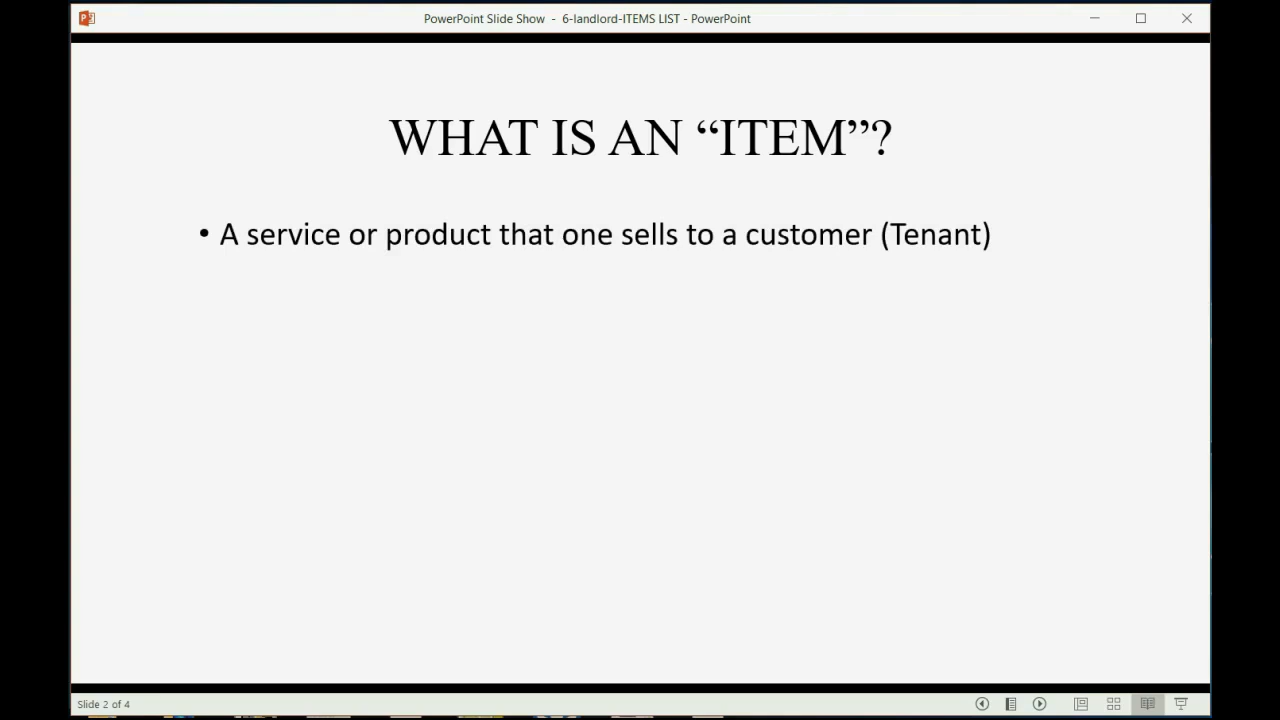 PowerPoint Slide Show - 6-landlord-ITEMS LIST - PowerPoint
WHAT IS AN “ITEM”?
• A service or product that one sells to a customer (Tenant)
Slide 2 of 4